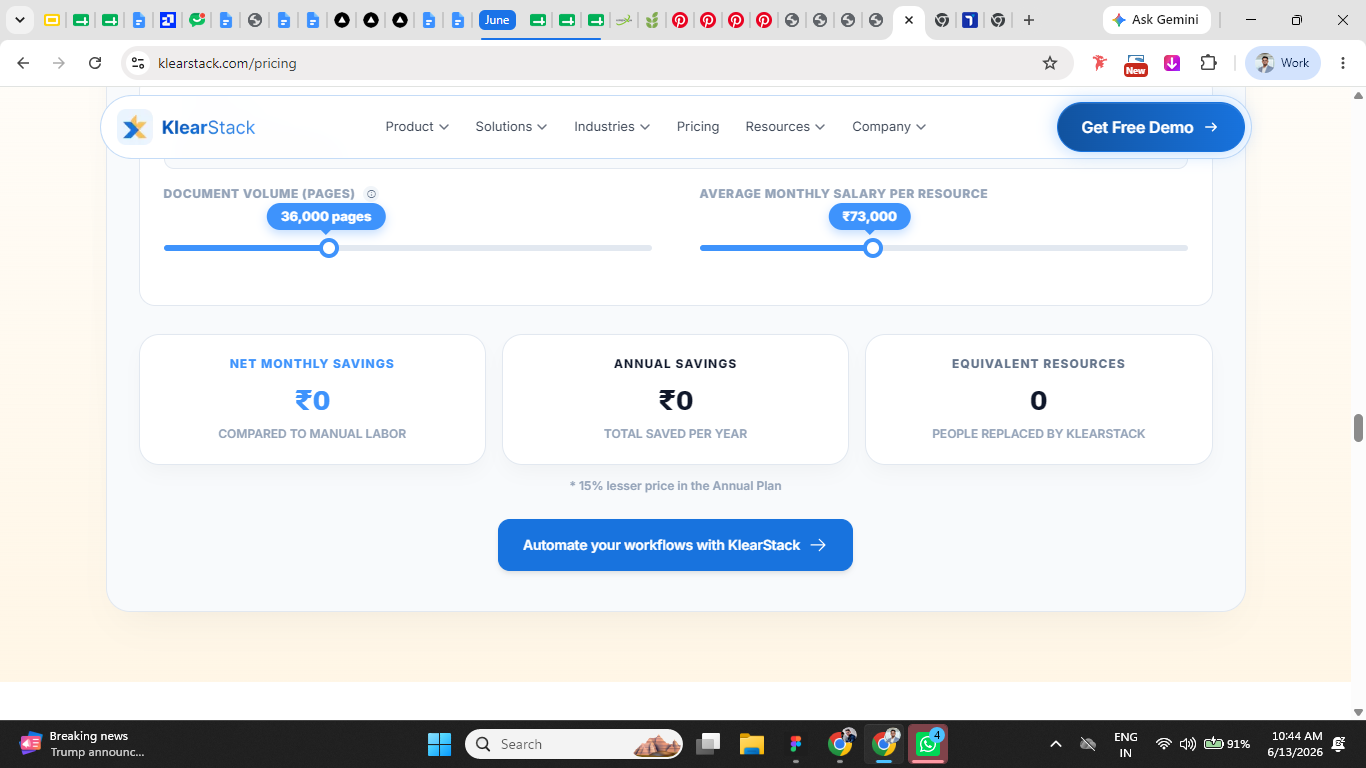 June
Ask Gemini
klearstack.com/pricing
New
Work
KlearStack
Product
Solutions
Industries
Pricing
Resources
Company
Get Free Demo
DOCUMENT VOLUME (PAGES)
AVERAGE MONTHLY SALARY PER RESOURCE
36,000 pages
₹73,000
NET MONTHLY SAVINGS
ANNUAL SAVINGS
EQUIVALENT RESOURCES
₹0
₹0
0
COMPARED TO MANUAL LABOR
TOTAL SAVED PER YEAR
PEOPLE REPLACED BY KLEARSTACK
* 15% lesser price in the Annual Plan
Automate your workflows with KlearStack
Breaking news
Trump announc...
Search
4
ENG
IN
91%
10:44 AM
6/13/2026